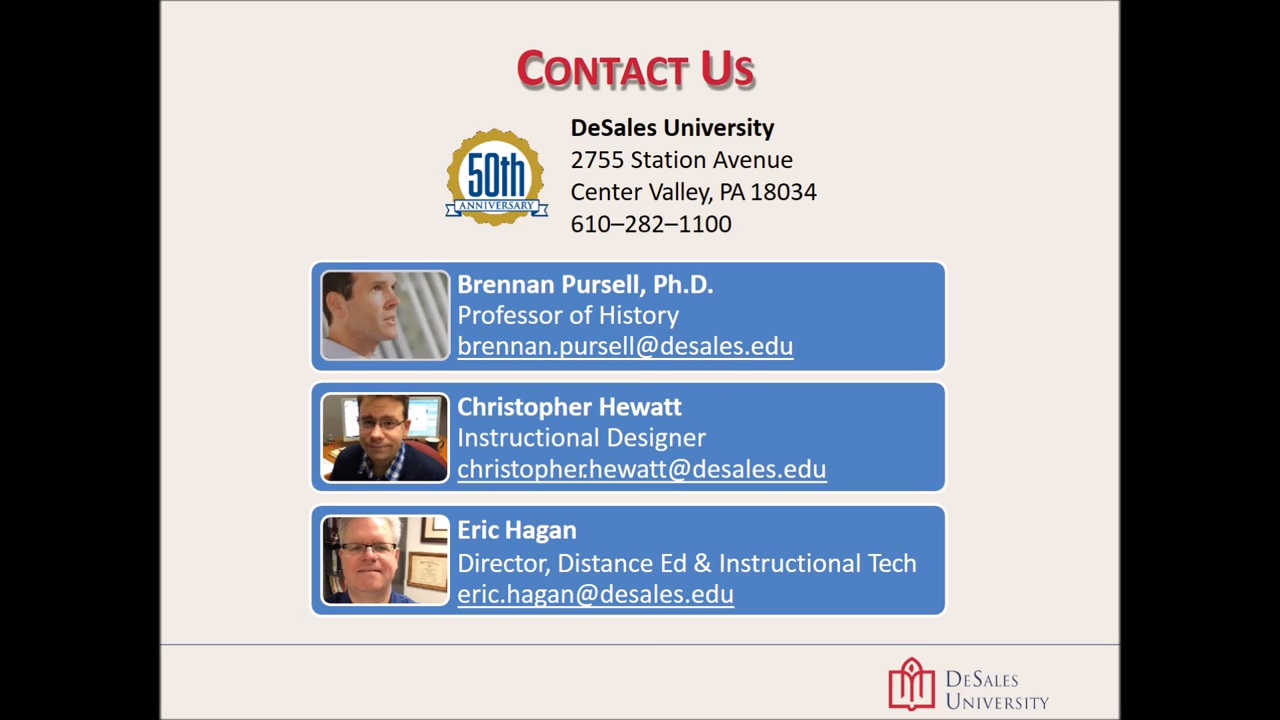 CONTACT US
50th
ANNIVERSARY
DeSales University
2755 Station Avenue
Center Valley, PA 18034
610–282–1100
Brennan Pursell, Ph.D.
Professor of History
brennan.pursell@desales.edu
Christopher Hewatt
Instructional Designer
christopher.hewatt@desales.edu
Eric Hagan
Director, Distance Ed & Instructional Tech
eric.hagan@desales.edu
DESALES
UNIVERSITY